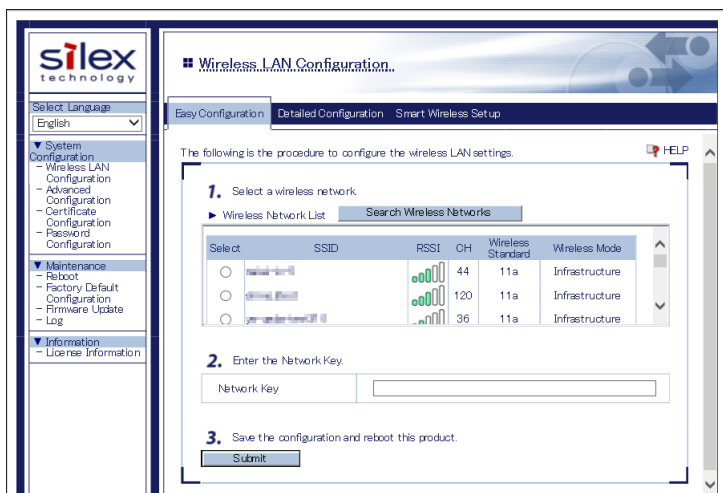 silex
technology
Select Language
English
▼ System
Configuration
- Wireless LAN
Configuration
- Advanced
Configuration
- Certificate
Configuration
- Password
Configuration
▼ Maintenance
- Reboot
- Factory Default
Configuration
- Firmware Update
- Log
▼ Information
- License Information
Wireless LAN Configuration
Easy Configuration Detailed Configuration Smart Wireless Setup
The following is the procedure to configure the wireless LAN settings.
HELP
1. Select a wireless network.
▶ Wireless Network List Search Wireless Networks
Select SSID RSSI CH Wireless Standard Wireless Mode
44 11a Infrastructure
120 11a Infrastructure
36 11a Infrastructure
2. Enter the Network Key.
Network Key
3. Save the configuration and reboot this product.
Submit